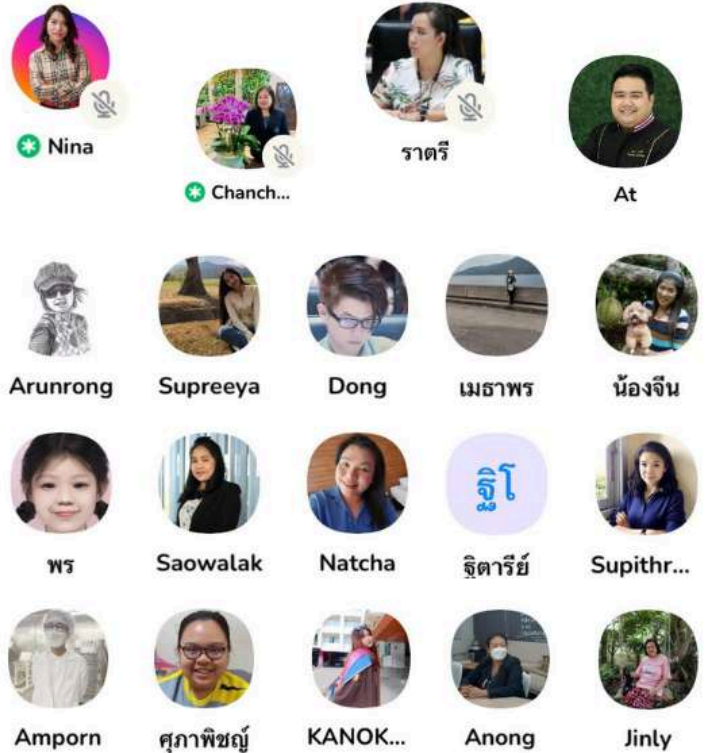 Nina
Chanch...
ราตรี
At
Arunrong
Supreeya
Dong
เมธาพร
น้องจีน
พร
Saowalak
Natcha
ฐิโ
ฐิตารีย์
Supithr...
Amporn
ศุภาพิชญ์
KANOK...
Anong
Jinly